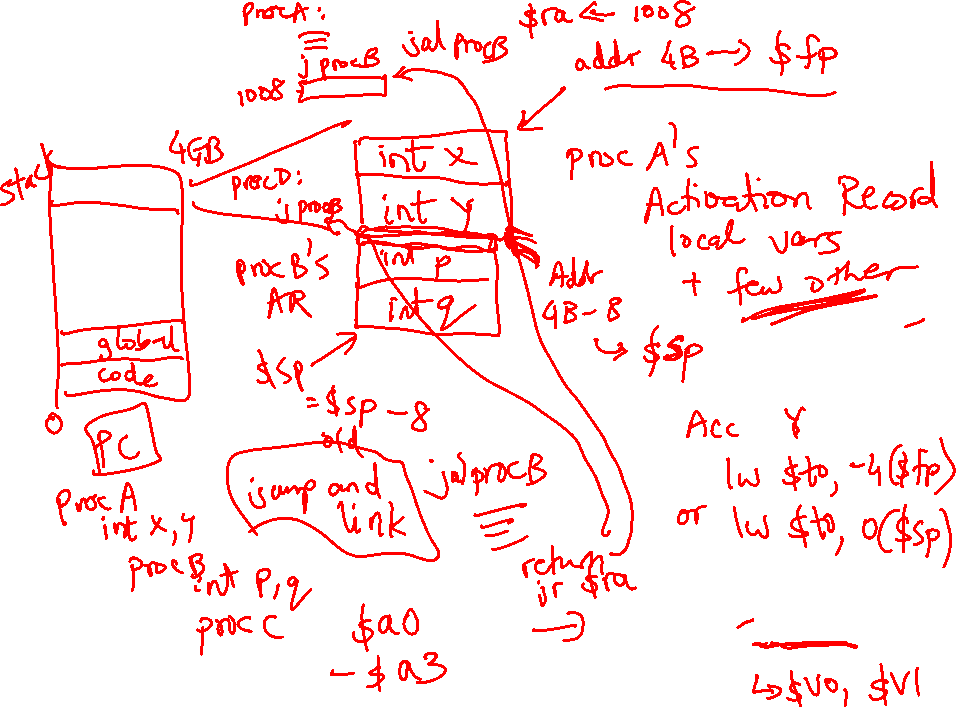 procA:
j procB
1008
jal procB
$ra ← 1008
addr 4B → $fp
stack
4GB
global
code
0
PC
procD:
j procB
int x
int y
int p
int q
procB's
AR
proc A's
Activation Record
local vars
+ few other
Addr
4B-8
↳ $sp
$sp
= $sp - 8
old
jump and
link
jal procB
return
jr $ra
→
Proc A
int x, y
procB
int p, q
proc C
$a0
- $a3
Acc Y
lw $t0, -4($fp)
or lw $t0, 0($sp)
↳ $v0, $v1